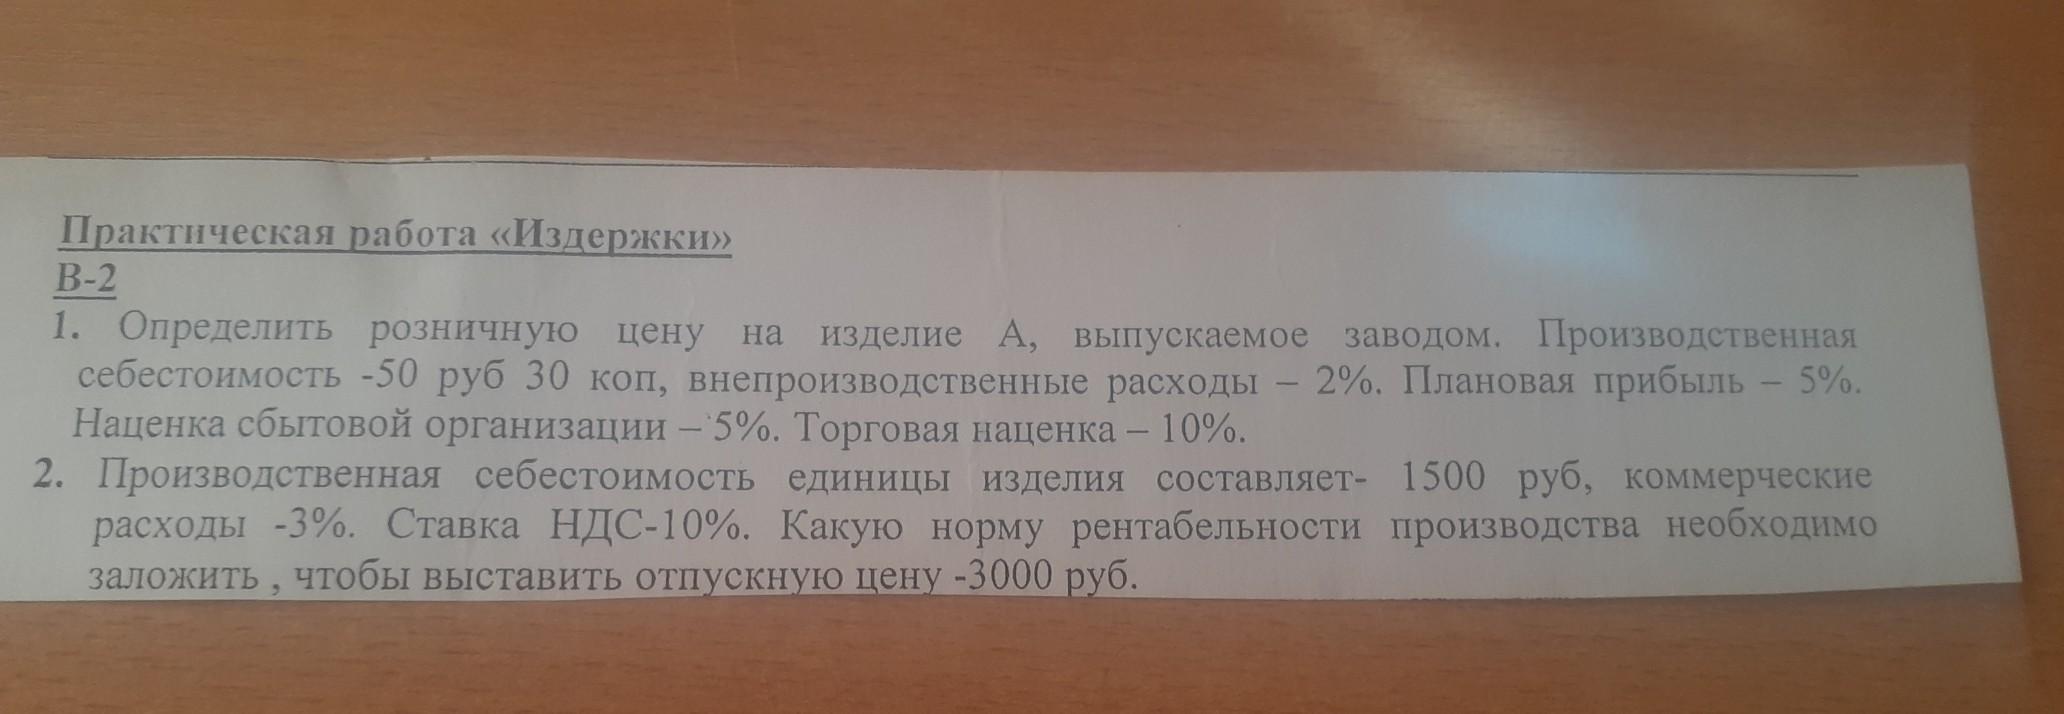 Практическая работа «Издержки»
В-2
1. Определить розничную цену на изделие А, выпускаемое заводом. Производственная
себестоимость -50 руб 30 коп, внепроизводственные расходы – 2%. Плановая прибыль – 5%.
Наценка сбытовой организации – 5%. Торговая наценка – 10%.
2. Производственная себестоимость единицы изделия составляет- 1500 руб, коммерческие
расходы -3%. Ставка НДС-10%. Какую норму рентабельности производства необходимо
заложить , чтобы выставить отпускную цену -3000 руб.